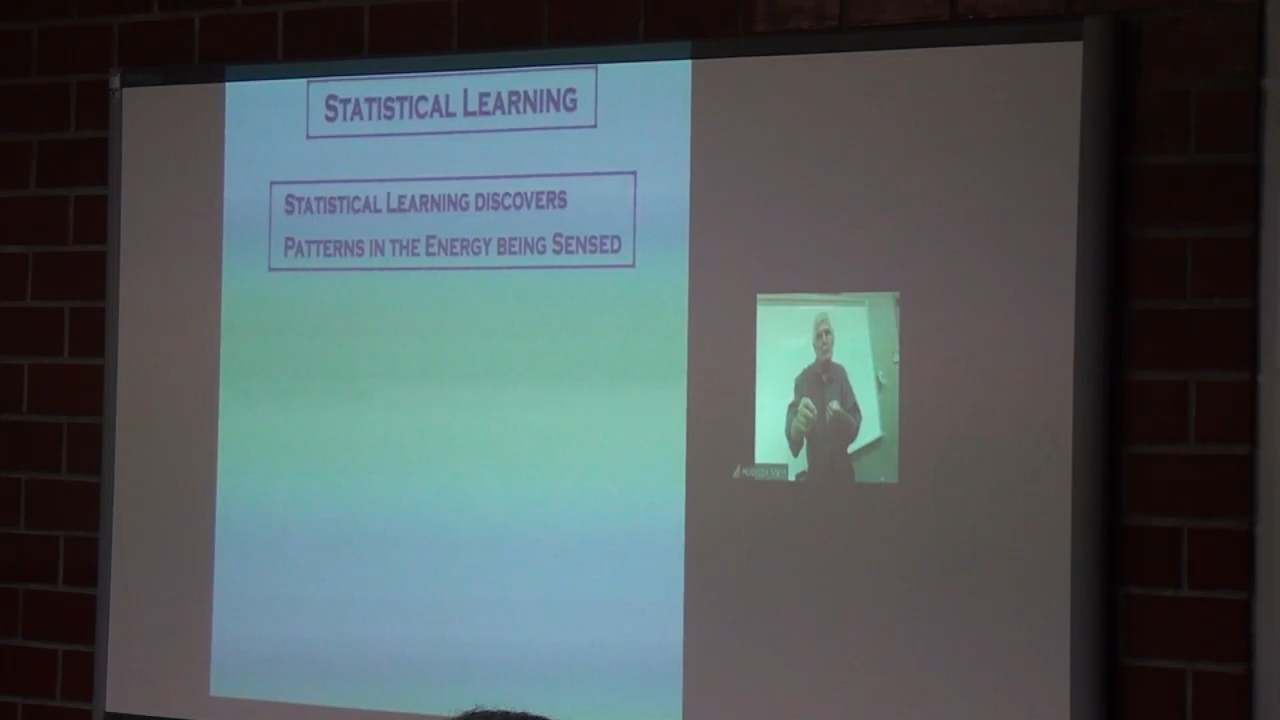 STATISTICAL LEARNING
STATISTICAL LEARNING DISCOVERS
PATTERNS IN THE ENERGY BEING SENSED